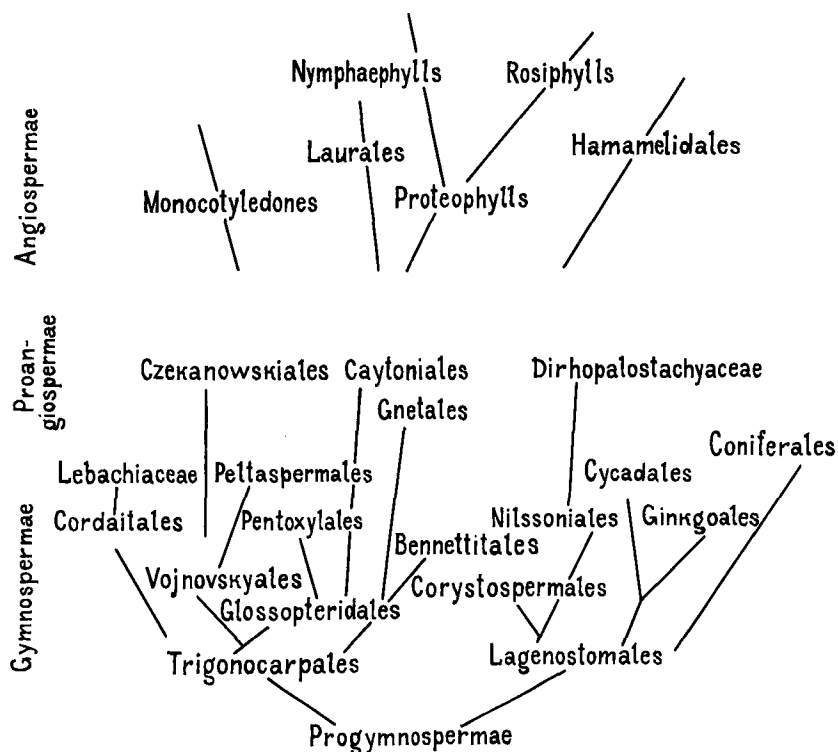 Nymphaephylls
Rosiphylls
Laurales
Hamamelidales
Monocotyledones
Proteophylls
Angiospermae
Czekanowskiales
Caytoniales
Dirhopalostachyaceae
Gnetales
Proan-
giospermae
Coniferales
Lebachiaceae
Peltaspermales
Cycadales
Cordaitales
Pentoxylales
Nilssoniales
Ginkgoales
Bennettitales
Vojnovskyales
Corystospermales
Glossopteridales
Trigonocarpales
Lagenostomales
Gymnospermae
Progymnospermae